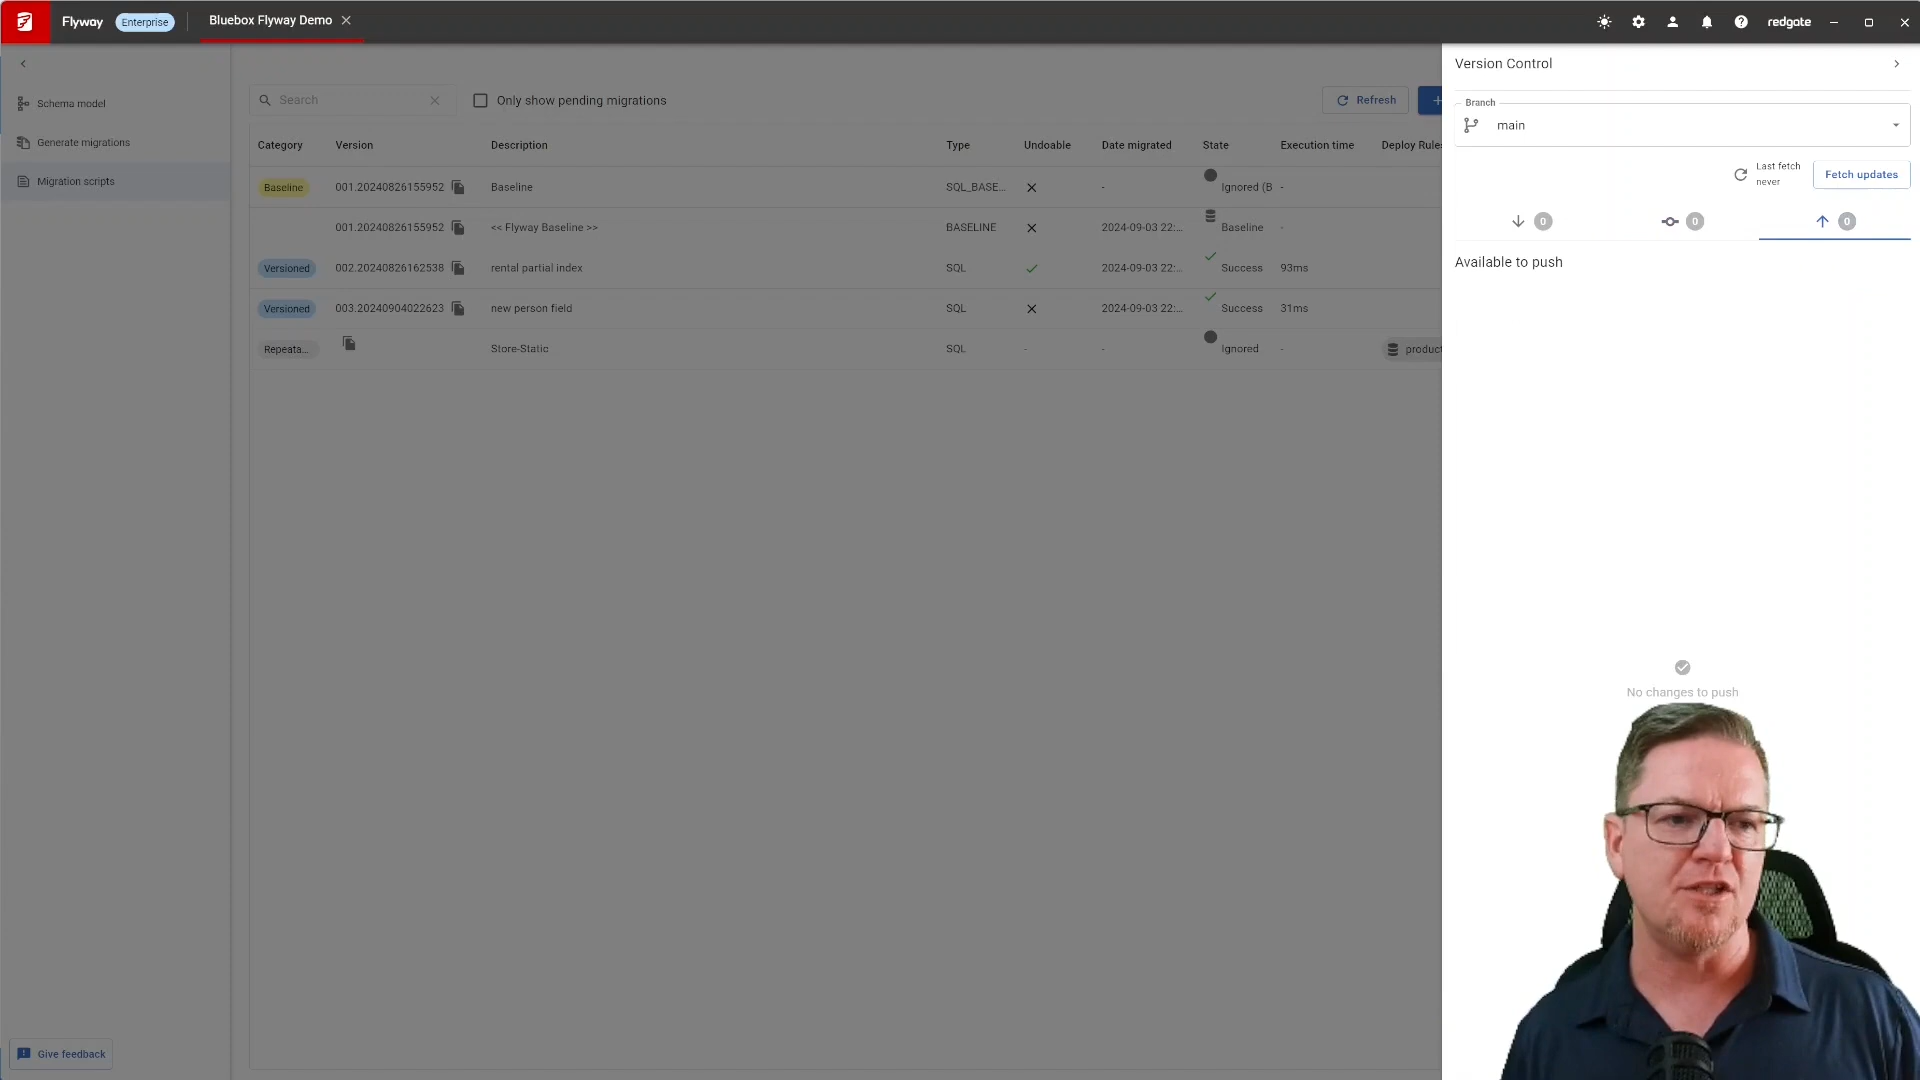 Flyway Enterprise Bluebox Flyway Demo redgate
Schema model
Generate migrations
Migration scripts
Give feedback
Search Only show pending migrations Refresh
Category Version Description Type Undoable Date migrated State Execution time Deploy Rules
Baseline 001.20240826155952 Baseline SQL_BASE... - Ignored (B -
001.20240826155952 << Flyway Baseline >> BASELINE 2024-09-03 22:... Baseline -
Versioned 002.20240826162538 rental partial index SQL 2024-09-03 22:... Success 93ms
Versioned 003.20240904022623 new person field SQL 2024-09-03 22:... Success 31ms
Repeata... Store-Static SQL - - Ignored - product
Version Control
Branch
main
Last fetch
never
Fetch updates
0 0 0
Available to push
No changes to push